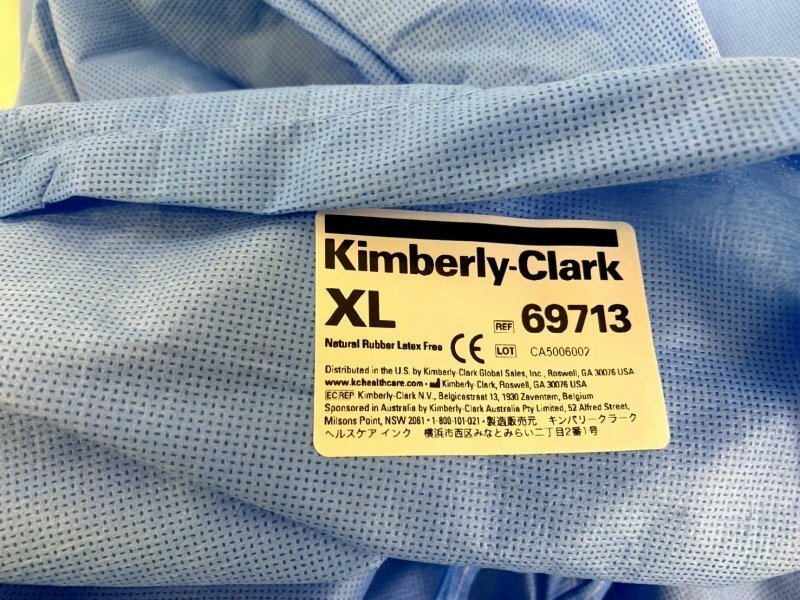 Kimberly-Clark
XL REF 69713
Natural Rubber Latex Free CE LOT CA5006002
Distributed in the U.S. by Kimberly-Clark Global Sales, Inc., Roswell, GA 30076 USA
www.kchealthcare.com • Kimberly-Clark, Roswell, GA 30076 USA
EC REP Kimberly-Clark N.V., Belgicastraat 13, 1930 Zaventem, Belgium
Sponsored in Australia by Kimberly-Clark Australia Pty Limited, 52 Alfred Street,
Milsons Point, NSW 2061 • 1-800-101-021 • 製造販売元 キンバリークラーク
ヘルスケア インク 横浜市西区みなとみらい二丁目2番1号